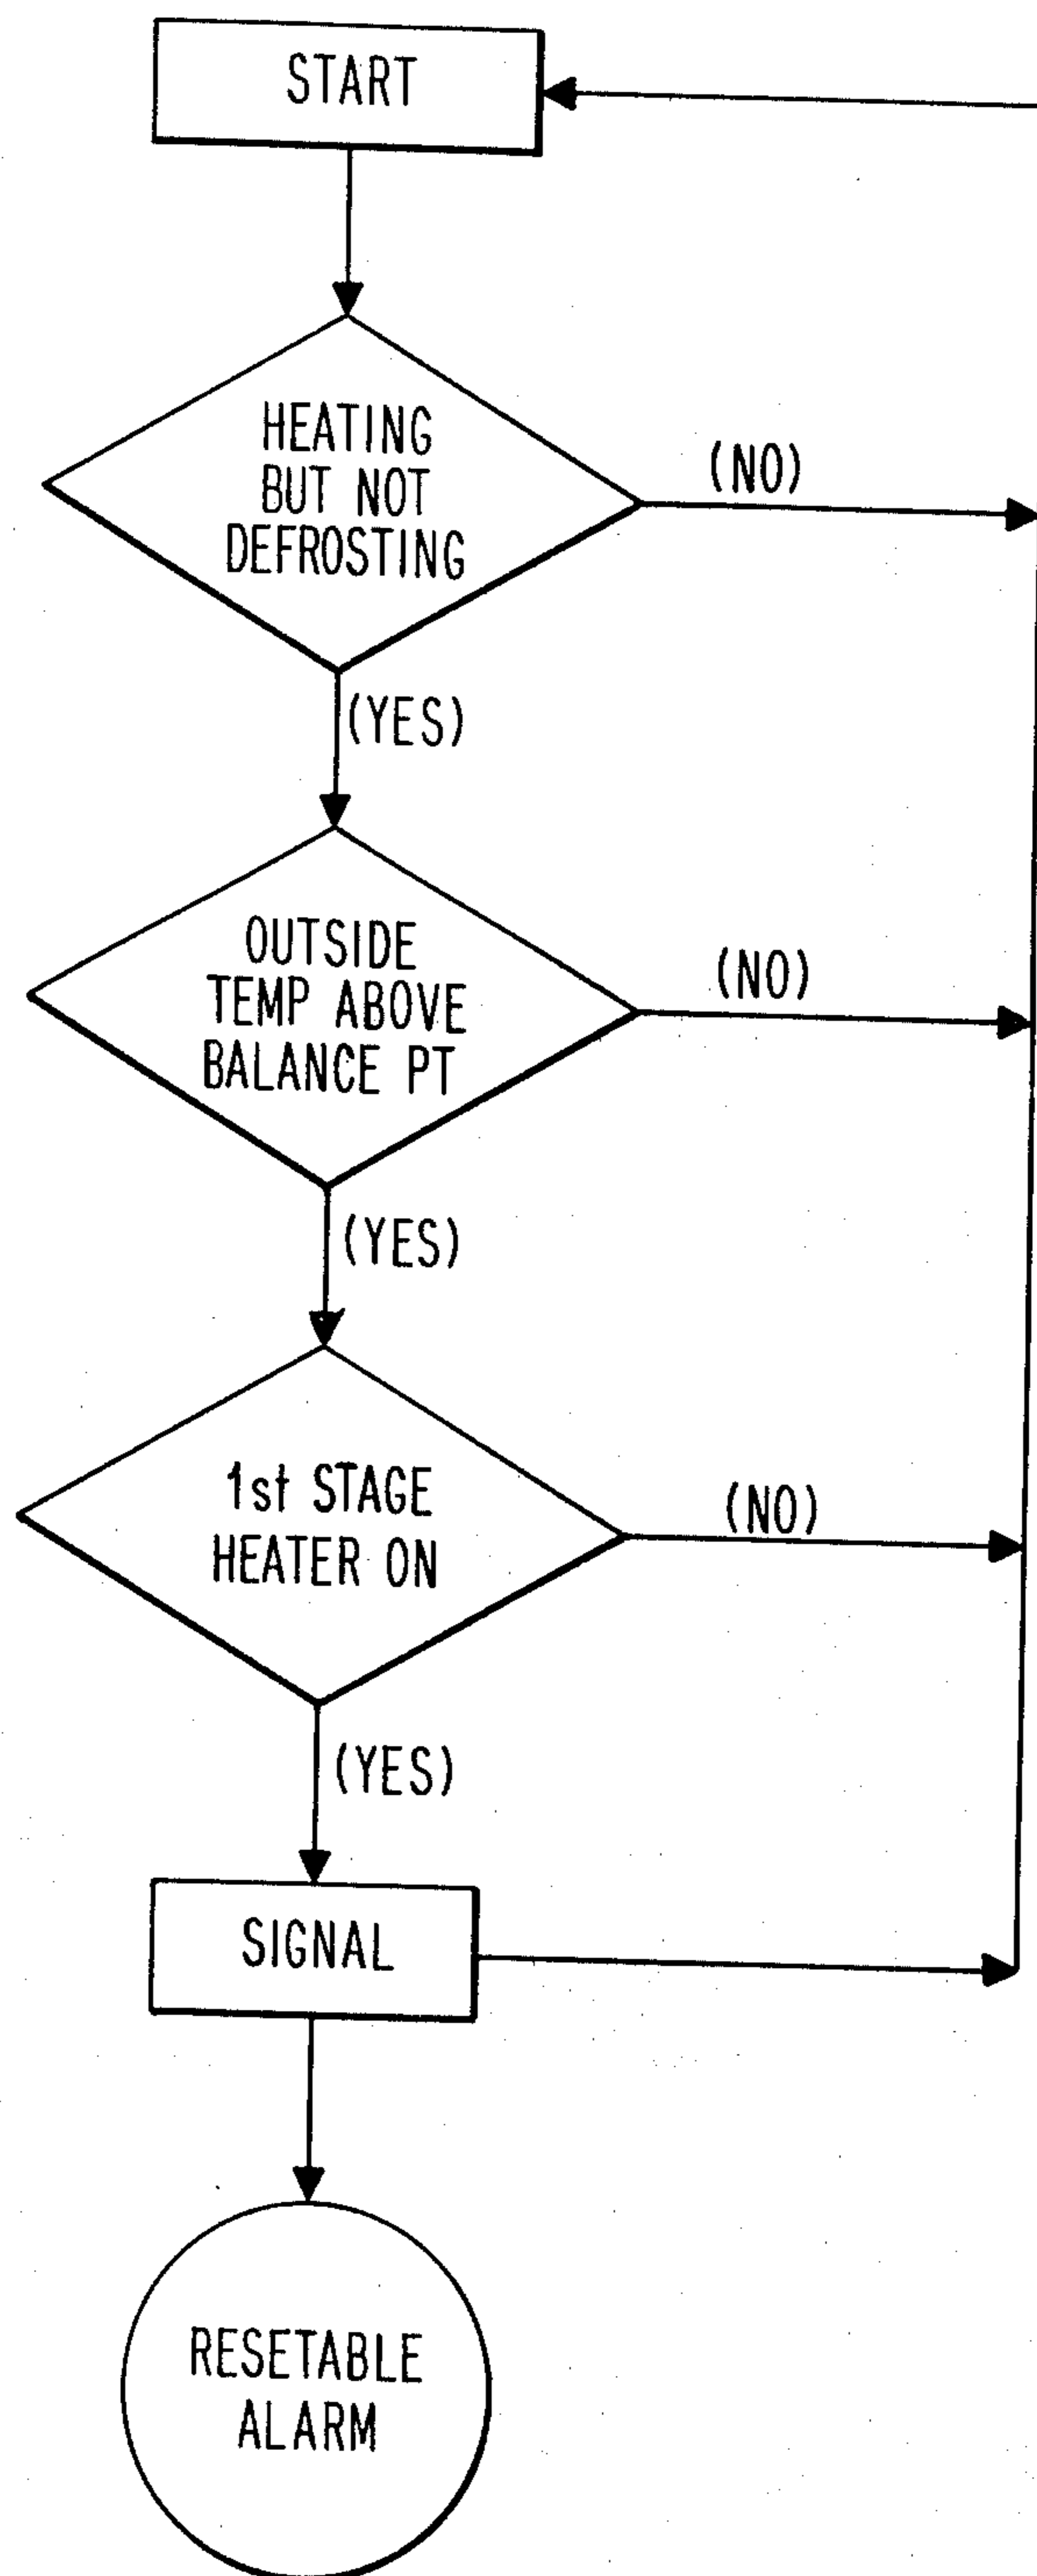 START
HEATING
BUT NOT
DEFROSTING
(NO)
(YES)
OUTSIDE
TEMP ABOVE
BALANCE PT
(NO)
(YES)
1st STAGE
HEATER ON
(NO)
(YES)
SIGNAL
RESETABLE
ALARM